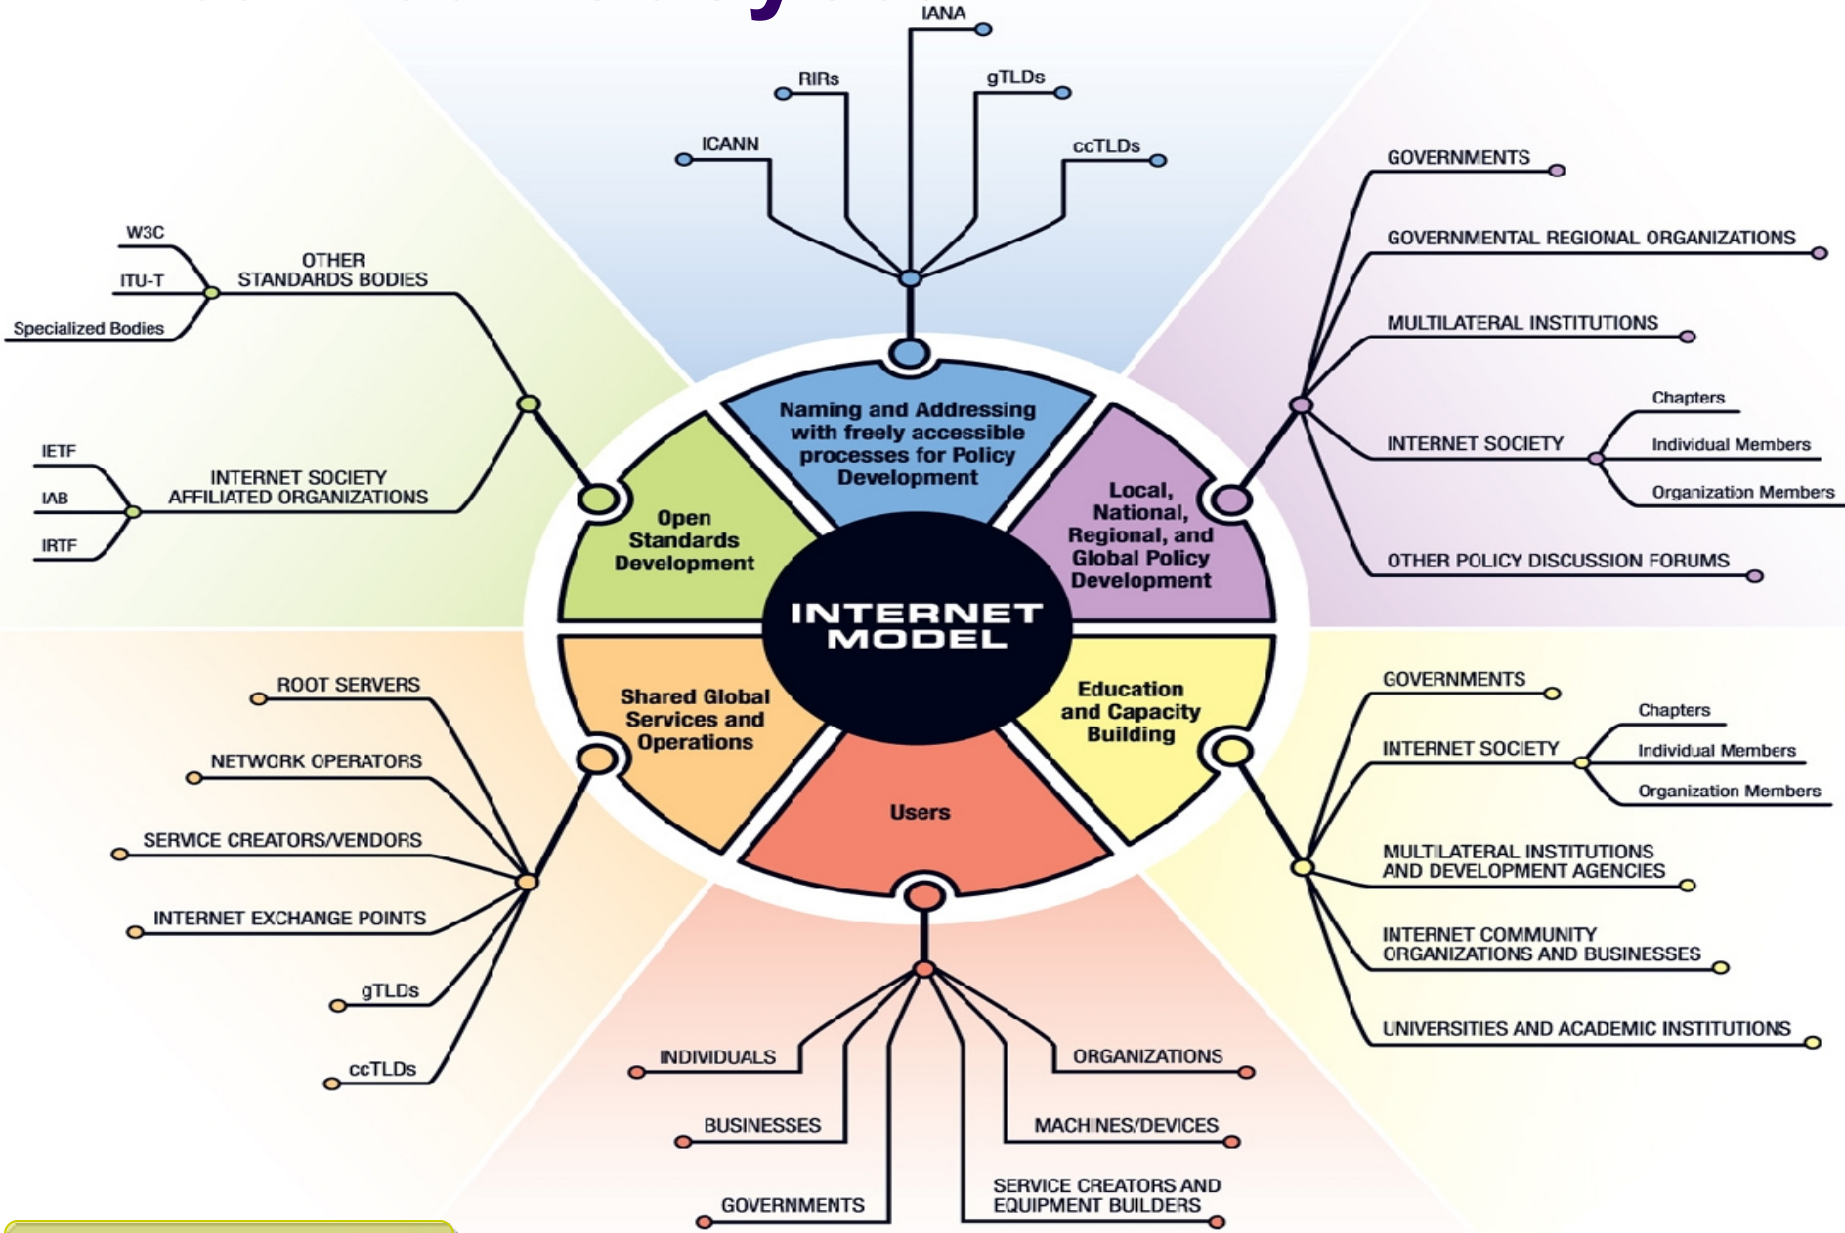 IANA
RIRs
gTLDs
ICANN
ccTLDs
GOVERNMENTS
GOVERNMENTAL REGIONAL ORGANIZATIONS
MULTILATERAL INSTITUTIONS
INTERNET SOCIETY
Chapters
Individual Members
Organization Members
OTHER POLICY DISCUSSION FORUMS
W3C
ITU-T
Specialized Bodies
OTHER
STANDARDS BODIES
IETF
IAB
IRTF
INTERNET SOCIETY
AFFILIATED ORGANIZATIONS
Naming and Addressing
with freely accessible
processes for Policy
Development
Open
Standards
Development
Local,
National,
Regional, and
Global Policy
Development
INTERNET
MODEL
Shared Global
Services and
Operations
Users
Education
and Capacity
Building
ROOT SERVERS
NETWORK OPERATORS
SERVICE CREATORS/VENDORS
INTERNET EXCHANGE POINTS
gTLDs
ccTLDs
INDIVIDUALS
BUSINESSES
GOVERNMENTS
ORGANIZATIONS
MACHINES/DEVICES
SERVICE CREATORS AND
EQUIPMENT BUILDERS
GOVERNMENTS
INTERNET SOCIETY
Chapters
Individual Members
Organization Members
MULTILATERAL INSTITUTIONS
AND DEVELOPMENT AGENCIES
INTERNET COMMUNITY
ORGANIZATIONS AND BUSINESSES
UNIVERSITIES AND ACADEMIC INSTITUTIONS